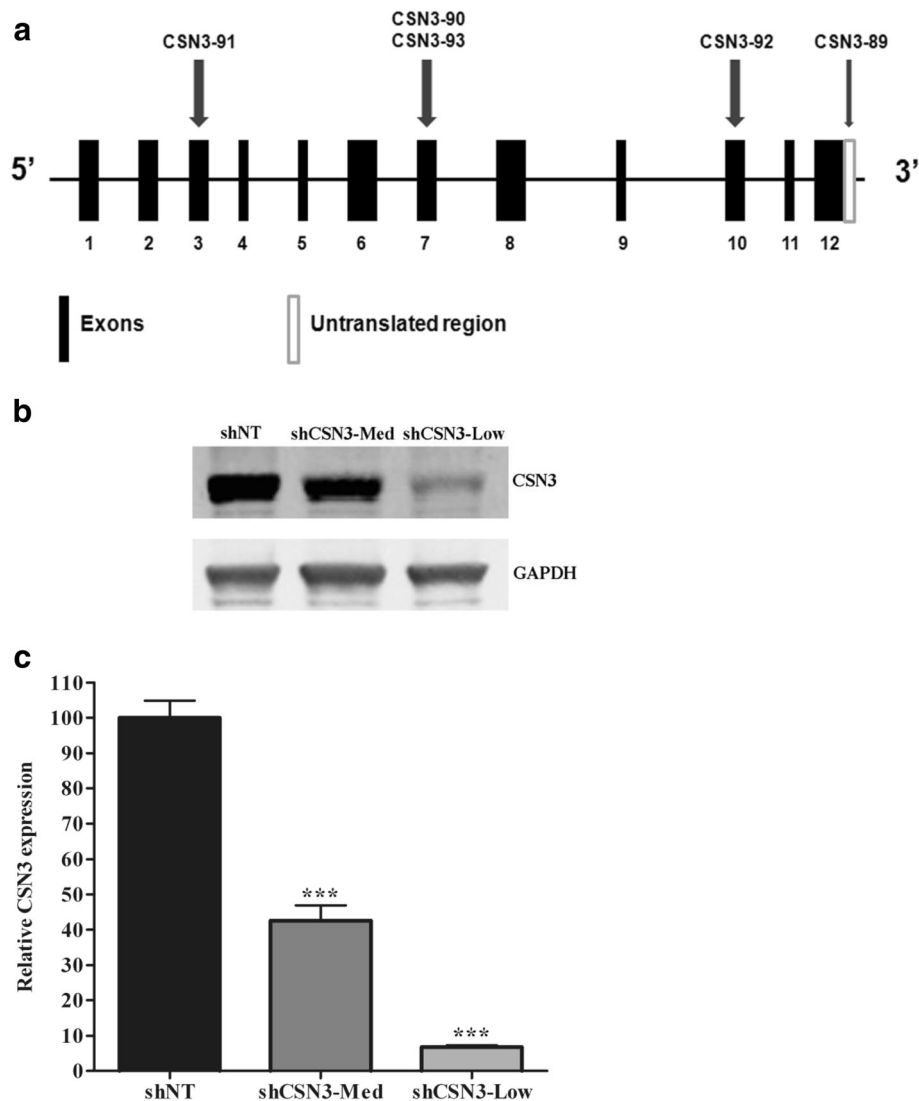 a
CSN3-91
CSN3-90
CSN3-93
CSN3-92
CSN3-89
5’
3’
1 2 3 4 5 6 7 8 9 10 11 12
Exons
Untranslated region
b
shNT shCSN3-Med shCSN3-Low
CSN3
GAPDH
c
Relative CSN3 expression
110
100
90
80
70
60
50
40
30
20
10
0
***
***
shNT shCSN3-Med shCSN3-Low